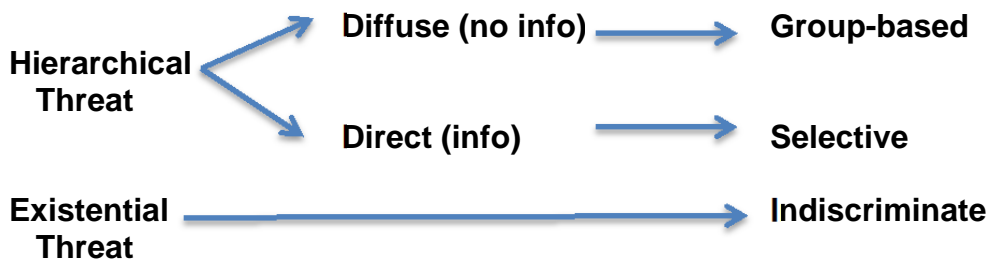 Diffuse (no info) Group-based
Hierarchical
Threat
Direct (info) Selective
Existential Indiscriminate
Threat